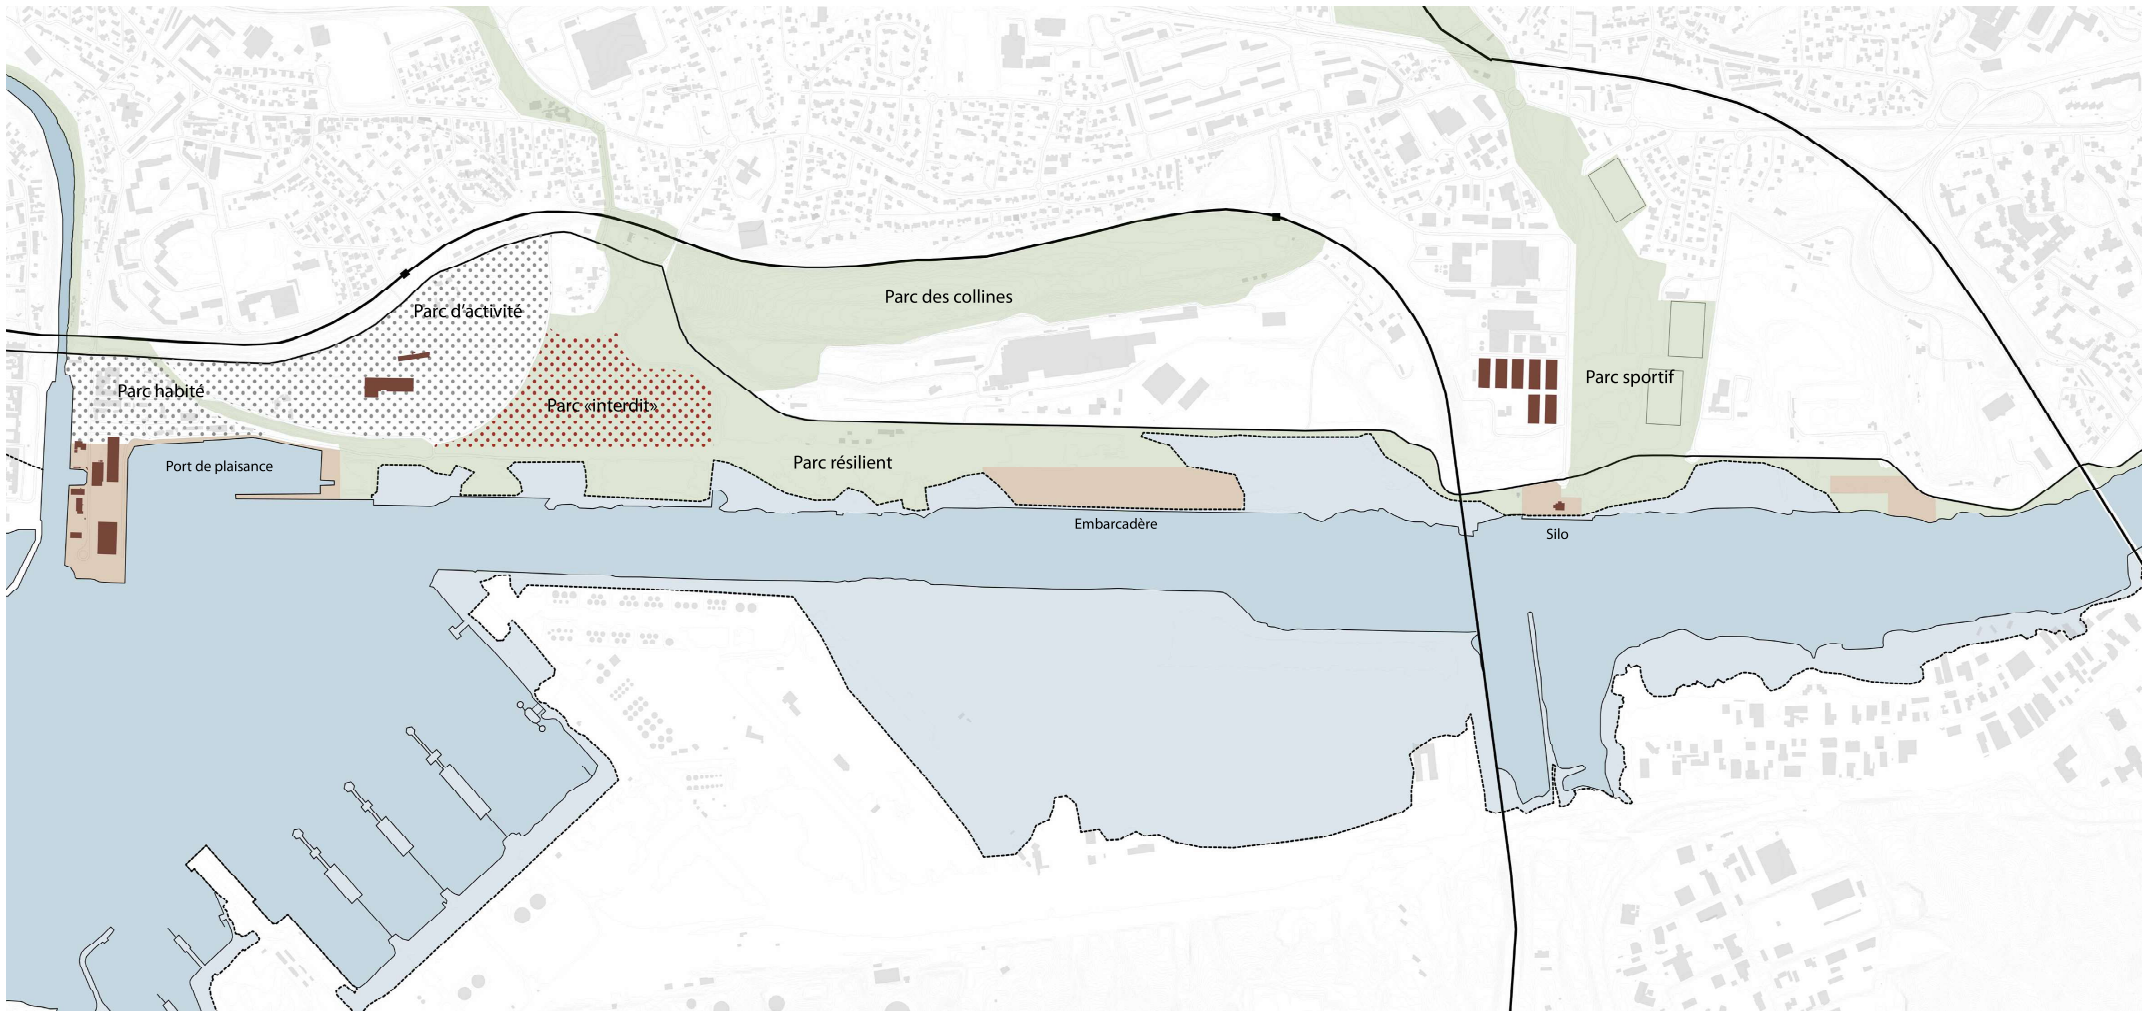 Parc des collines
Parc d'activité
Parc habité
Parc «interdit»
Parc sportif
Port de plaisance
Parc résilient
Embarcadère
Silo